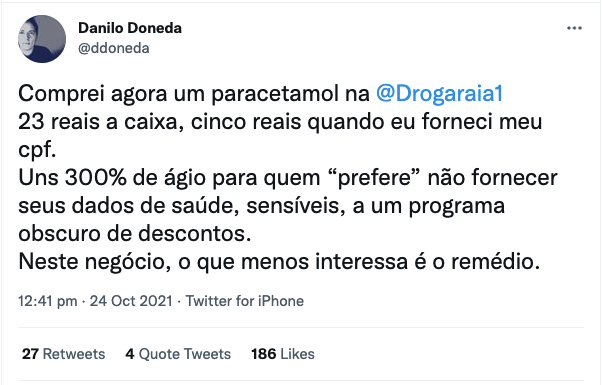 Danilo Doneda
@ddoneda
Comprei agora um paracetamol na @Drogaraia1
23 reais a caixa, cinco reais quando eu forneci meu
cpf.
Uns 300% de ágio para quem “prefere” não fornecer
seus dados de saúde, sensíveis, a um programa
obscuro de descontos.
Neste negócio, o que menos interessa é o remédio.
12:41 pm · 24 Oct 2021 · Twitter for iPhone
27 Retweets 4 Quote Tweets 186 Likes